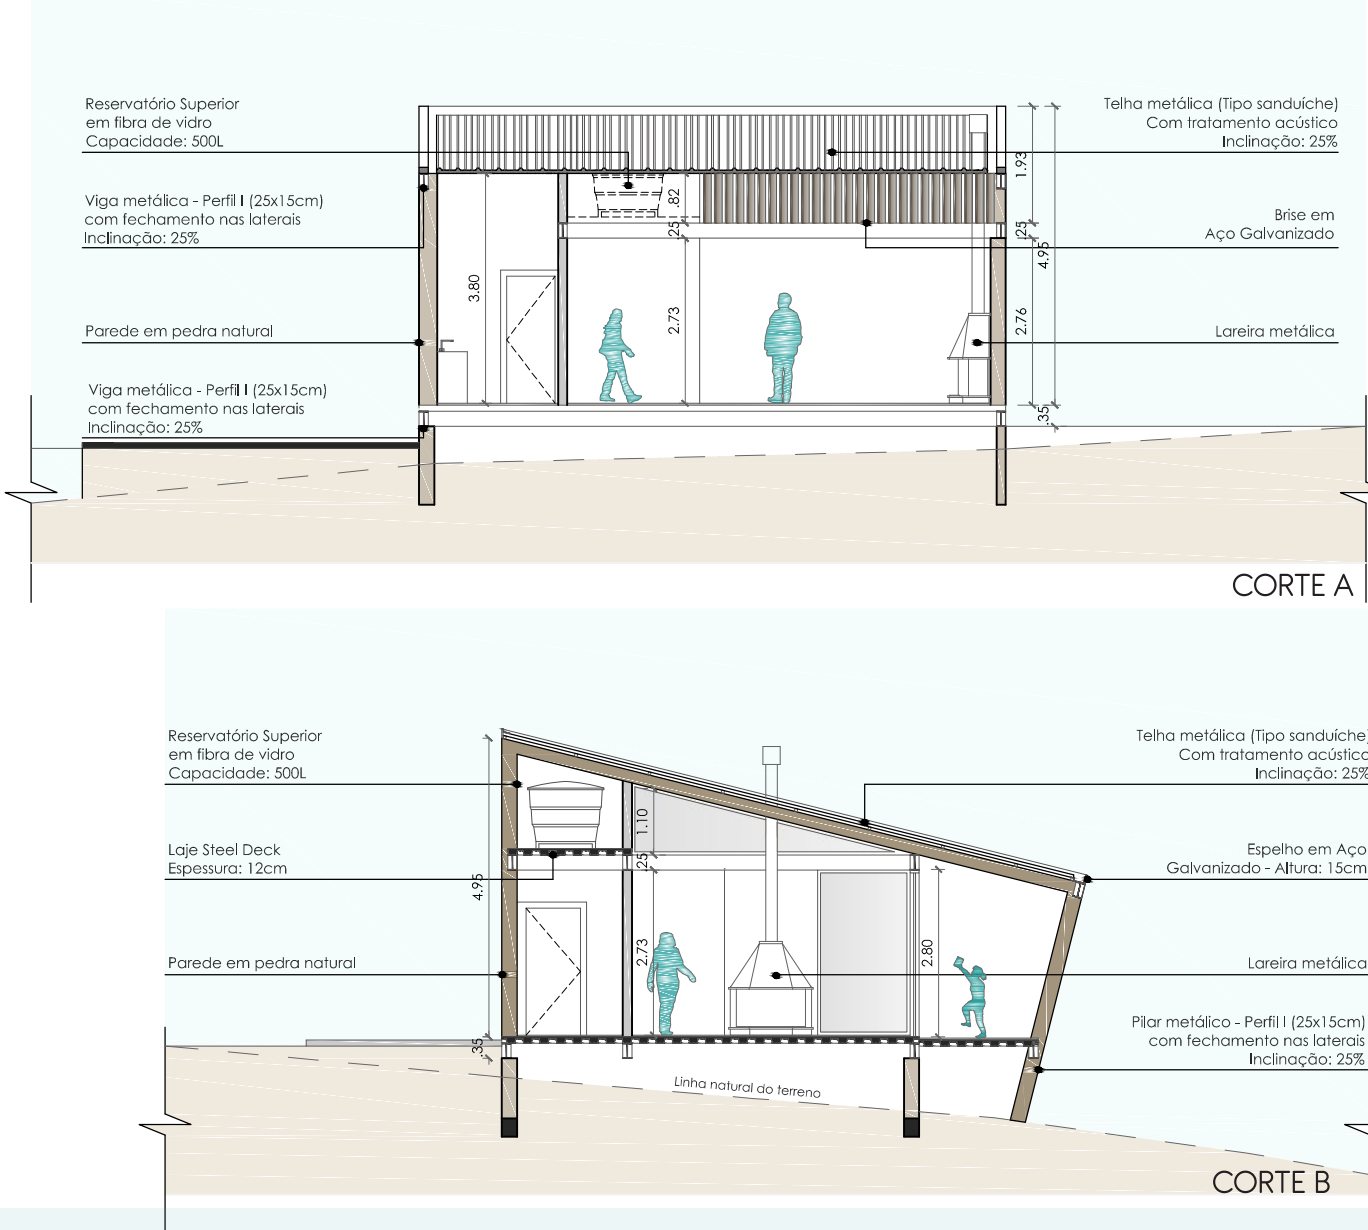 Reservatório Superior
em fibra de vidro
Capacidade: 500L
Viga metálica - Perfil I (25x15cm)
com fechamento nas laterais
Inclinação: 25%
Parede em pedra natural
Viga metálica - Perfil I (25x15cm)
com fechamento nas laterais
Inclinação: 25%
3.80
.82
.25
2.73
1.93
.25
4.95
2.76
.35
Telha metálica (Tipo sanduíche)
Com tratamento acústico
Inclinação: 25%
Brise em
Aço Galvanizado
Lareira metálica
CORTE A
Reservatório Superior
em fibra de vidro
Capacidade: 500L
Laje Steel Deck
Espessura: 12cm
Parede em pedra natural
4.95
.35
1.10
.25
2.73
2.80
Linha natural do terreno
Telha metálica (Tipo sanduíche)
Com tratamento acústico
Inclinação: 25%
Espelho em Aço
Galvanizado - Altura: 15cm
Lareira metálica
Pilar metálico - Perfil I (25x15cm)
com fechamento nas laterais
Inclinação: 25%
CORTE B